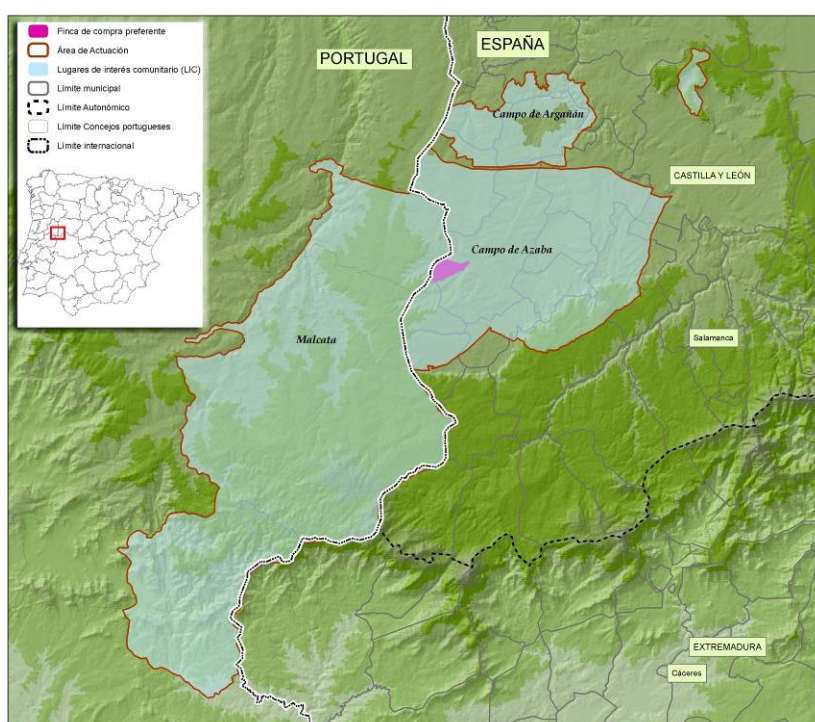 Finca de compra preferente
Área de Actuación
Lugares de interés comunitario (LIC)
Límite municipal
Límite Autonómico
Límite Concejos portugueses
Límite internacional
PORTUGAL
ESPAÑA
Campo de Argañán
CASTILLA Y LEÓN
Campo de Azaba
Malcata
Salamanca
EXTREMADURA
Cáceres